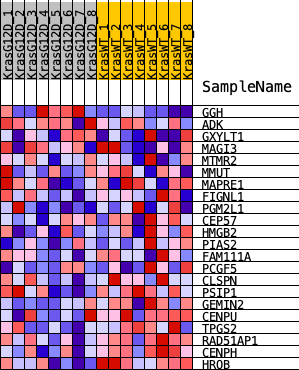 KrasG12D_1
KrasG12D_2
KrasG12D_3
KrasG12D_4
KrasG12D_5
KrasG12D_6
KrasG12D_7
KrasG12D_8
KrasWT_1
KrasWT_2
KrasWT_3
KrasWT_4
KrasWT_5
KrasWT_6
KrasWT_7
KrasWT_8
SampleName
GGH
ADK
GXYLT1
MAGI3
MTMR2
MMUT
MAPRE1
FIGNL1
PGM2L1
CEP57
HMGB2
PIAS2
FAM111A
PCGF5
CLSPN
PSIP1
GEMIN2
CENPU
TPGS2
RAD51AP1
CENPH
HROB